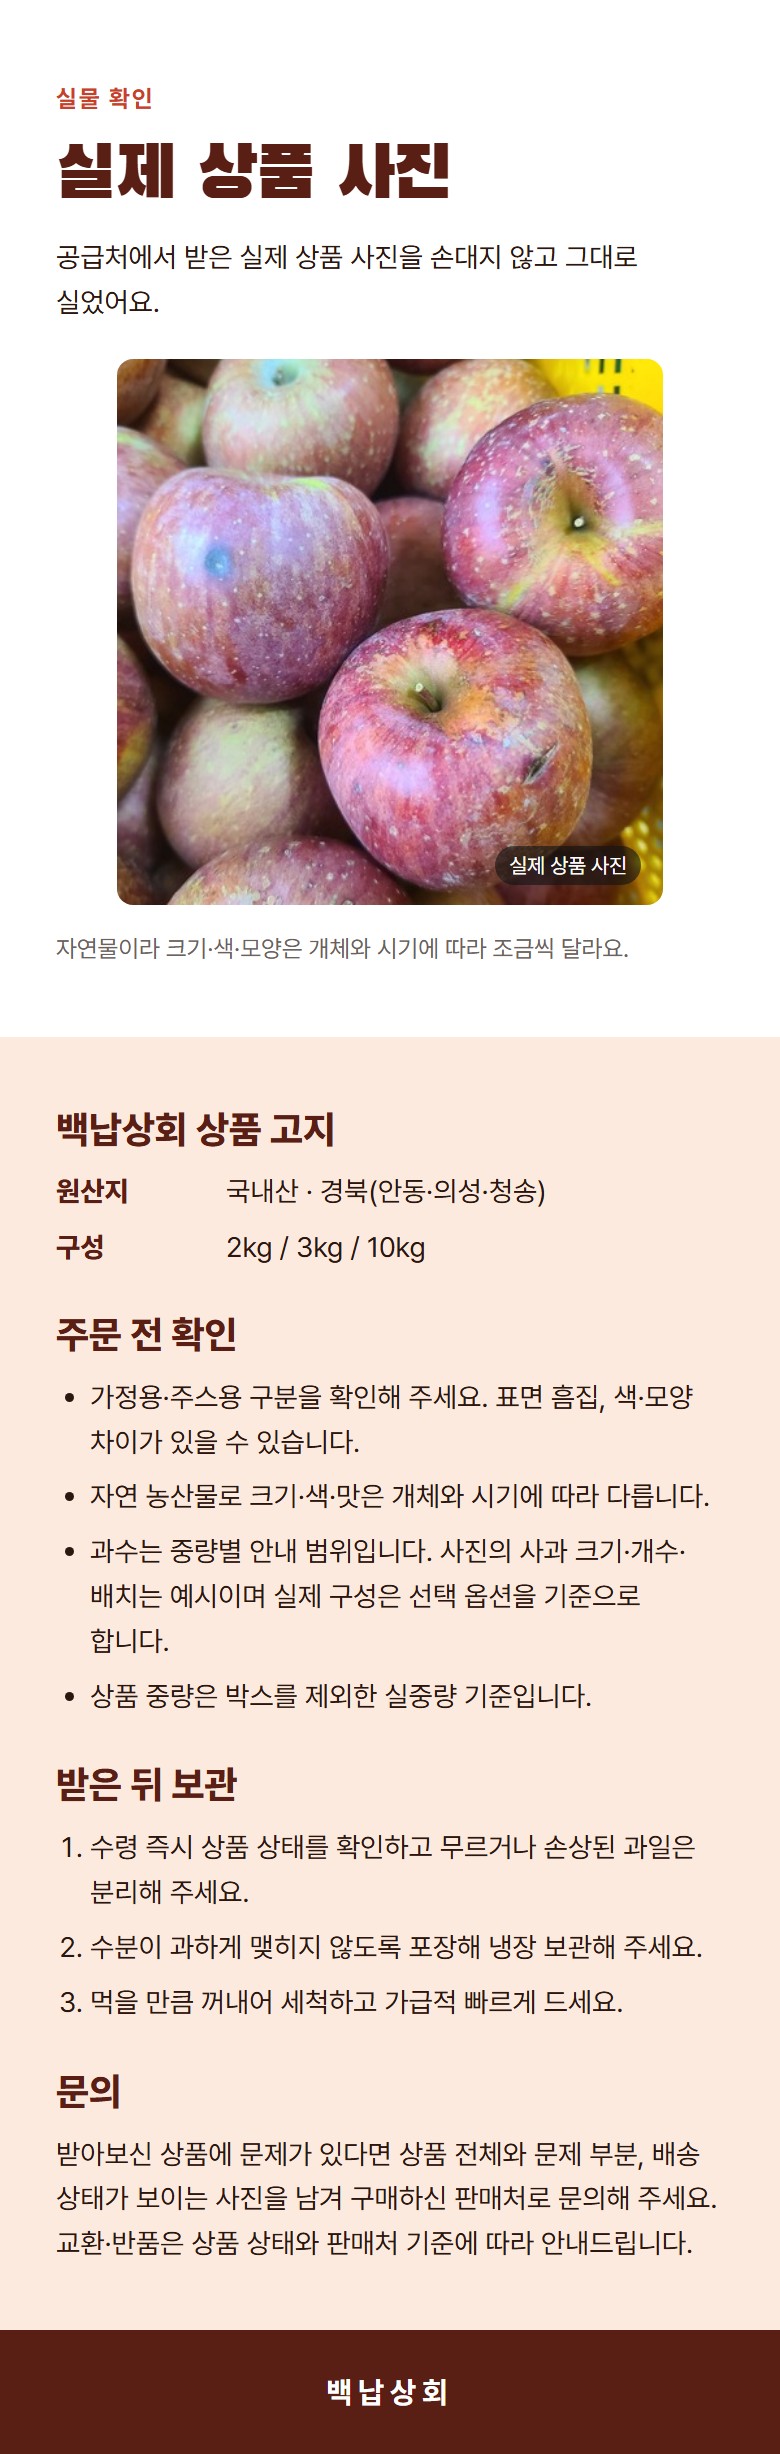 실물 확인
실제 상품 사진
공급처에서 받은 실제 상품 사진을 손대지 않고 그대로
실었어요.
실제 상품 사진
자연물이라 크기·색·모양은 개체와 시기에 따라 조금씩 달라요.
백납상회 상품 고지
원산지 국내산 · 경북(안동·의성·청송)
구성 2kg / 3kg / 10kg
주문 전 확인
• 가정용·주스용 구분을 확인해 주세요. 표면 흠집, 색·모양
차이가 있을 수 있습니다.
• 자연 농산물로 크기·색·맛은 개체와 시기에 따라 다릅니다.
• 과수는 중량별 안내 범위입니다. 사진의 사과 크기·개수·
배치는 예시이며 실제 구성은 선택 옵션을 기준으로
합니다.
• 상품 중량은 박스를 제외한 실중량 기준입니다.
받은 뒤 보관
1. 수령 즉시 상품 상태를 확인하고 무르거나 손상된 과일은
분리해 주세요.
2. 수분이 과하게 맺히지 않도록 포장해 냉장 보관해 주세요.
3. 먹을 만큼 꺼내어 세척하고 가급적 빠르게 드세요.
문의
받아보신 상품에 문제가 있다면 상품 전체와 문제 부분, 배송
상태가 보이는 사진을 남겨 구매하신 판매처로 문의해 주세요.
교환·반품은 상품 상태와 판매처 기준에 따라 안내드립니다.
백납상회